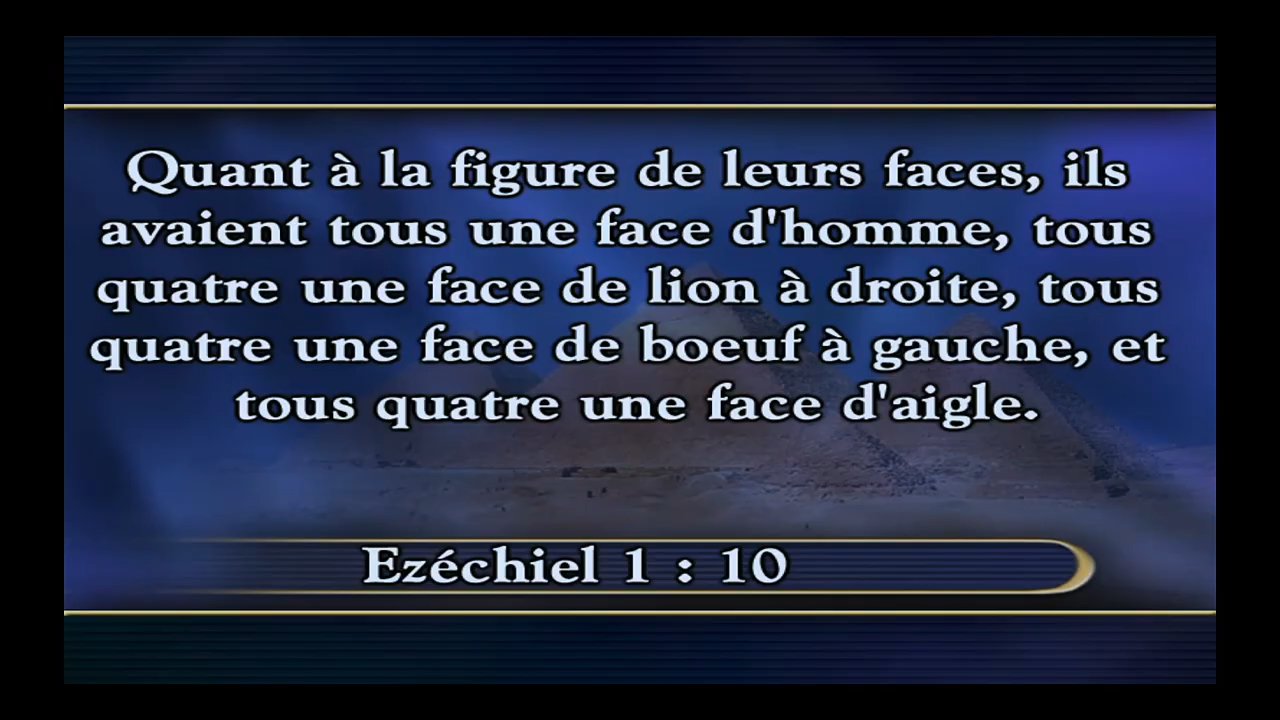 Quant à la figure de leurs faces, ils
avaient tous une face d'homme, tous
quatre une face de lion à droite, tous
quatre une face de boeuf à gauche, et
tous quatre une face d'aigle.
Ezéchiel 1 : 10